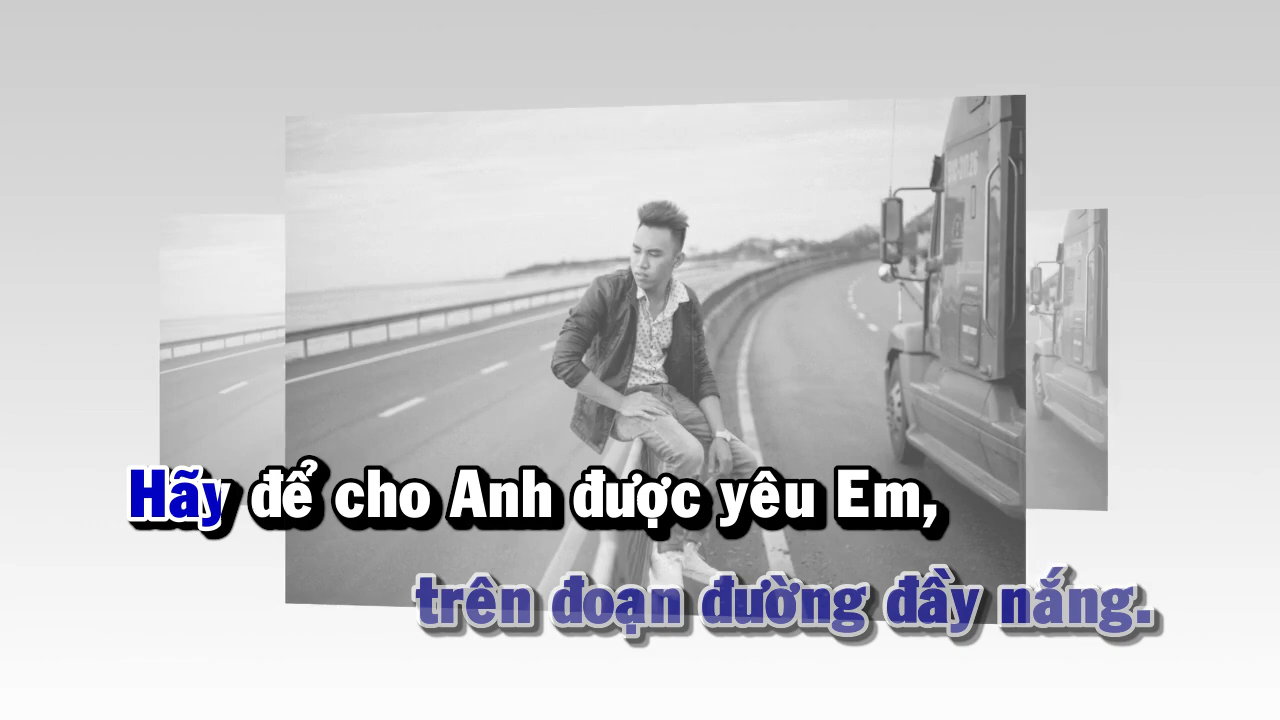 Hãy để cho Anh được yêu Em,
trên đoạn đường đầy nắng.